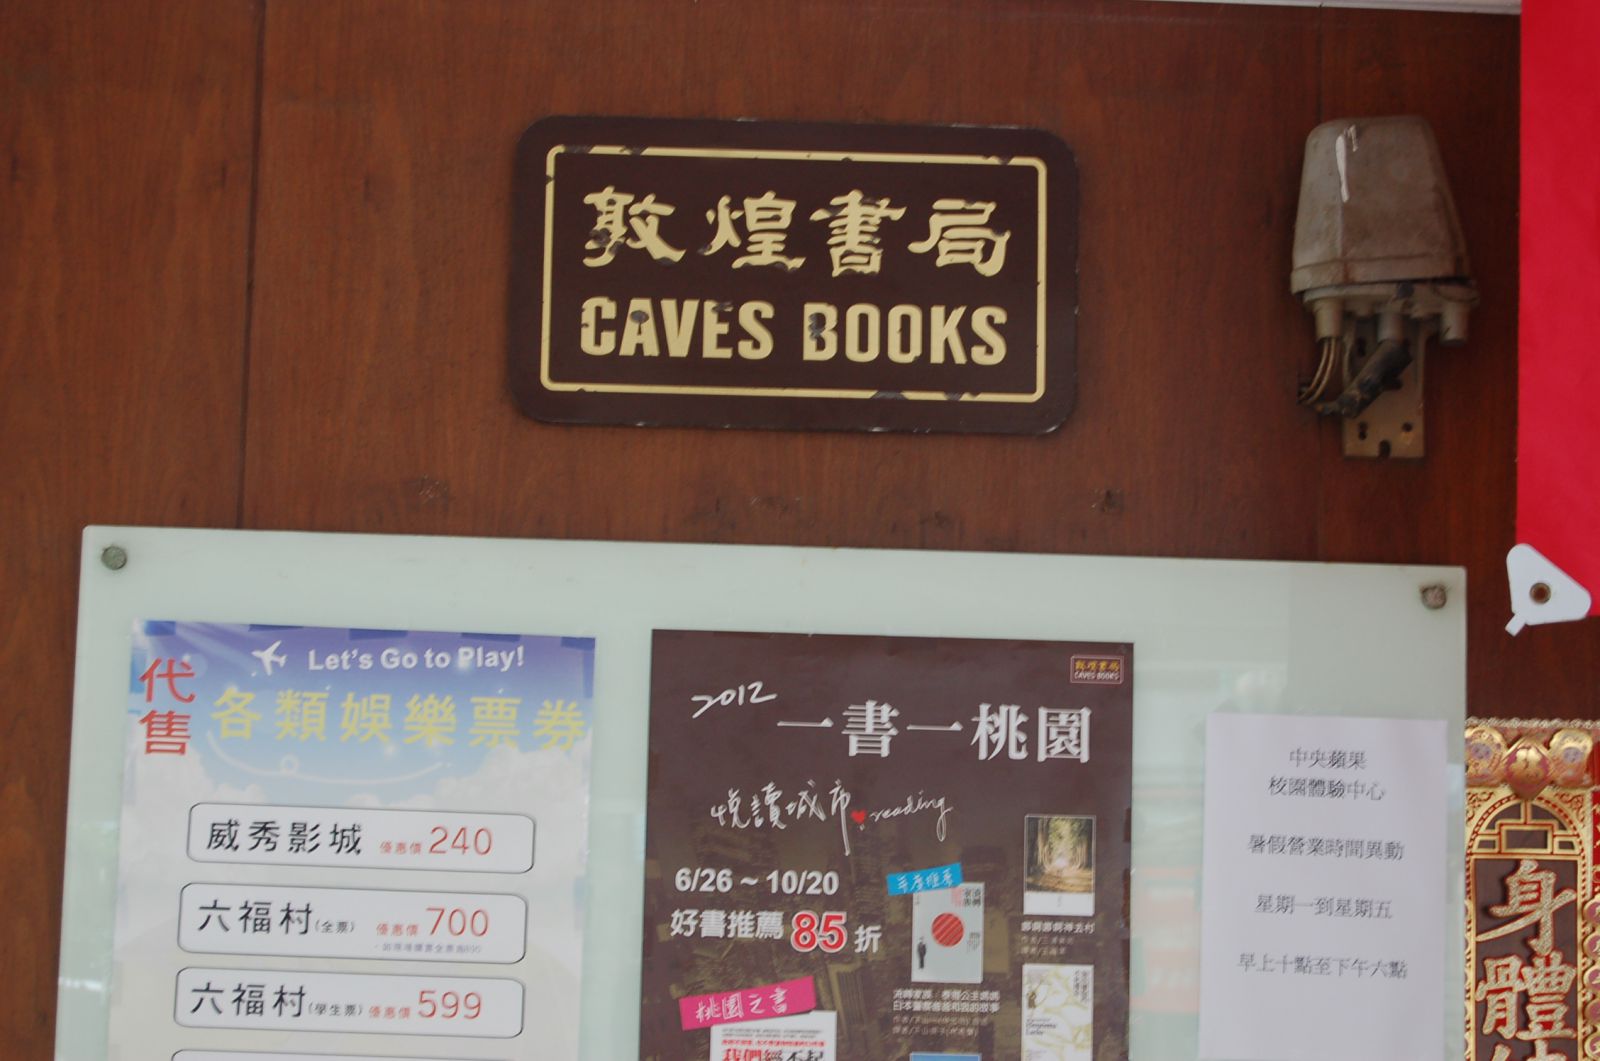 敦煌書局
CAVES BOOKS
Let's Go to Play!
代售
各類娛樂票券
威秀影城 優惠價 240
六福村(全票) 優惠價 700
六福村(學生票) 優惠價 599
敦煌書局
CAVES BOOKS
2012
一書一桃園
悅讀城市 reading
6/26 ~ 10/20
好書推薦 85 折
桃園之書
我們經不起
中央蘋果
校園體驗中心
暑假營業時間異動
星期一到星期五
早上十點至下午六點
身體